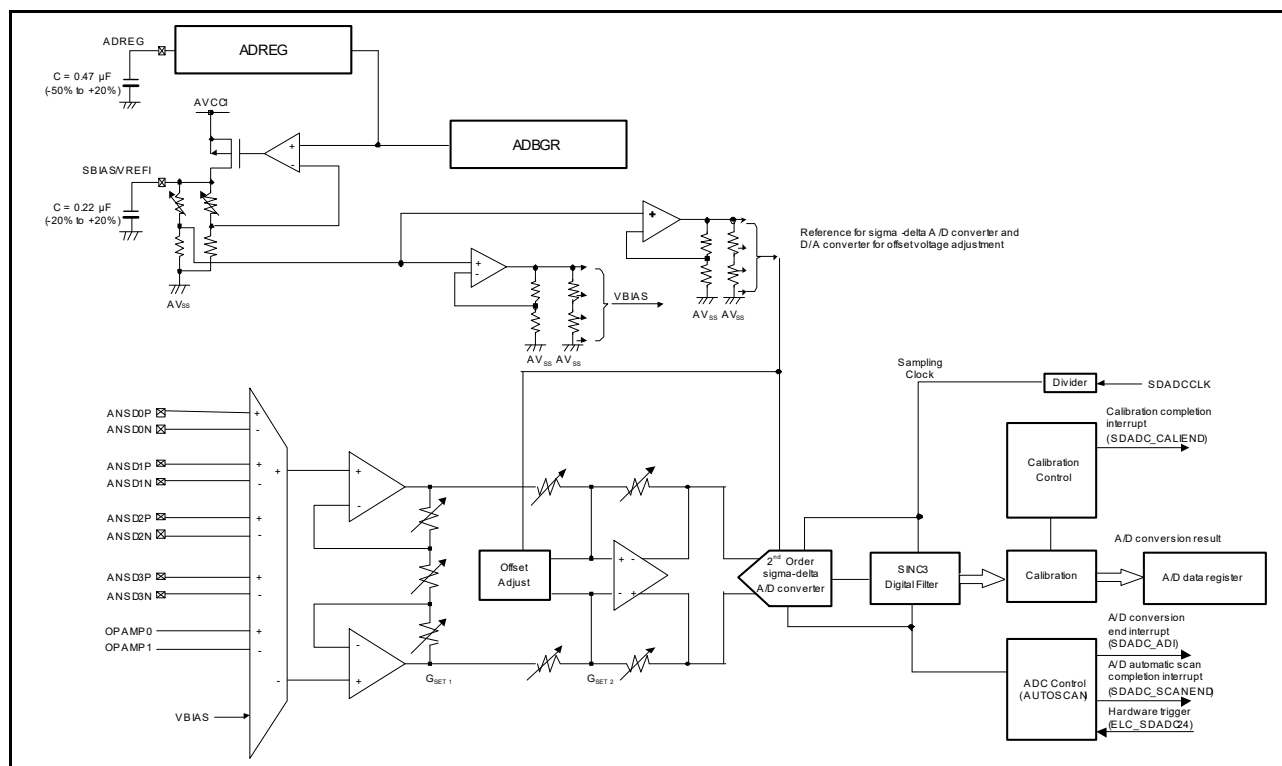 ADREG
ADREG
C = 0.47 µF
(-50% to +20%)
AVCCI
ADBGR
SBIAS/VREFI
C = 0.22 µF
(-20% to +20%)
+
-
AVSS
+
-
VBIAS
AVSS
AVSS
+
AVSS
AVSS
Reference for sigma-delta A/D converter and
D/A converter for offset voltage adjustment
Sampling
Clock
Divider
SDADCCLK
Calibration completion
interrupt
(SDADC_CALIEND)
Calibration
Control
ANSD0P
+
ANSD0N
-
ANSD1P
+
ANSD1N
-
ANSD2P
+
ANSD2N
-
ANSD3P
+
ANSD3N
-
OPAMP0
+
OPAMP1
-
VBIAS
+
-
+
-
-
+
GSET 1
GSET 2
Offset
Adjust
+ -
- +
2nd Order
sigma-delta
A/D converter
SINC3
Digital Filter
Calibration
A/D conversion result
A/D data register
ADC Control
(AUTOSCAN)
A/D conversion
end interrupt
(SDADC_ADI)
A/D automatic scan
completion interrupt
(SDADC_SCANEND)
Hardware trigger
(ELC_SDADC24)